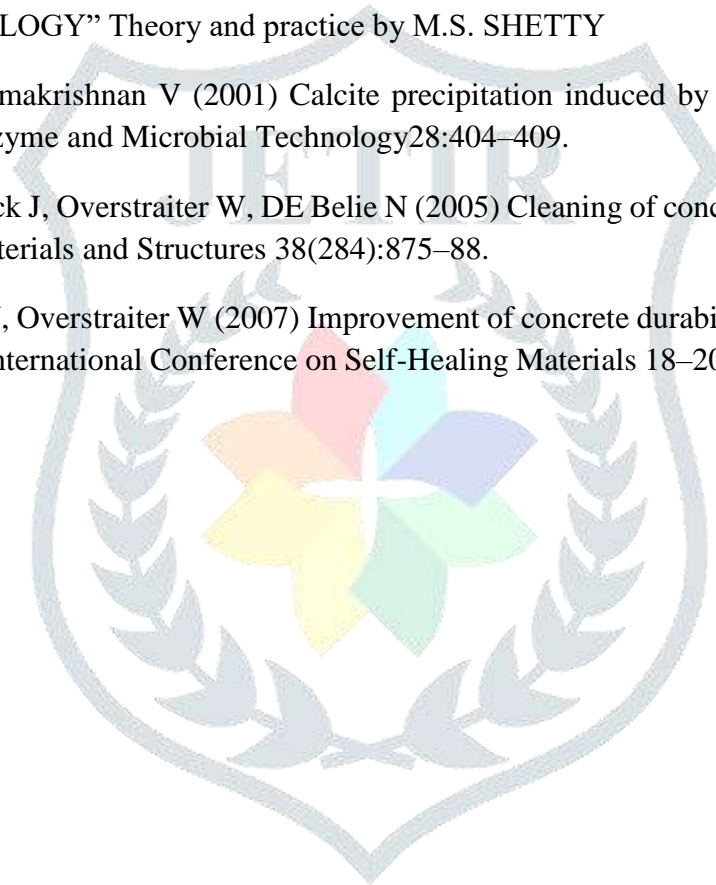 LOGY” Theory and practice by M.S. SHETTY
makrishnan V (2001) Calcite precipitation induced by
zyme and Microbial Technology28:404–409.
ck J, Overstraiter W, DE Belie N (2005) Cleaning of conc
terials and Structures 38(284):875–88.
, Overstraiter W (2007) Improvement of concrete durabi
nternational Conference on Self-Healing Materials 18–20
JETIR